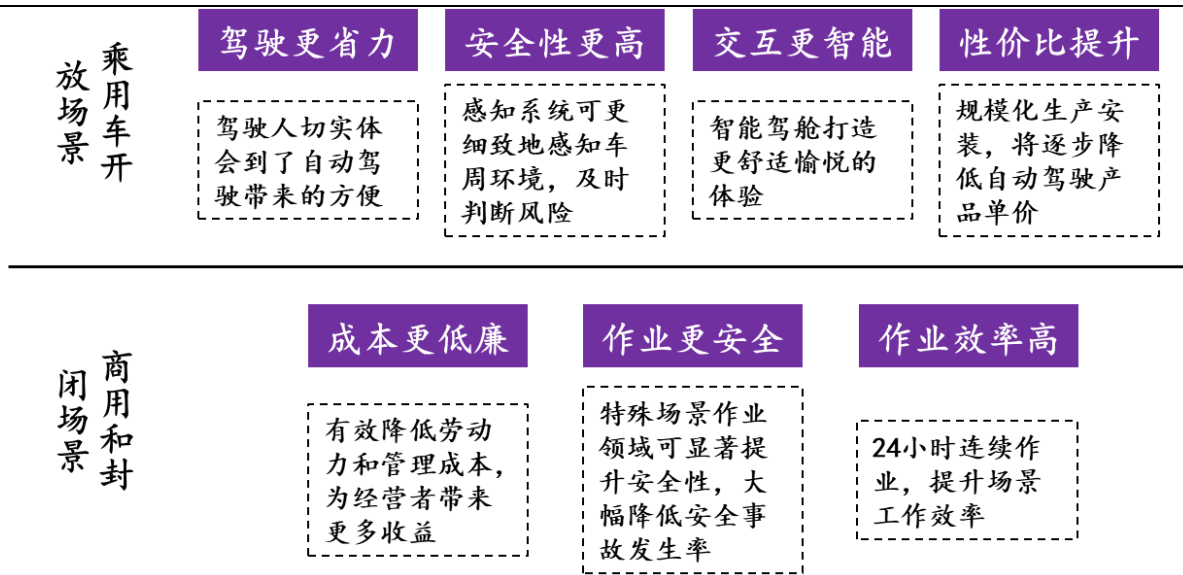 乘用车开
放场景
驾驶更省力
安全性更高
交互更智能
性价比提升
驾驶人切实体
会到了自动驾
驶带来的方便
感知系统可更
细致地感知车
周环境，及时
判断风险
智能驾舱打造
更舒适愉悦的
体验
规模化生产安
装，将逐步降
低自动驾驶产
品单价
商用和封
闭场景
成本更低廉
作业更安全
作业效率高
有效降低劳动
力和管理成本，
为经营者带来
更多收益
特殊场景作业
领域可显著提
升安全性，大
幅降低安全事
故发生率
24小时连续作
业，提升场景
工作效率